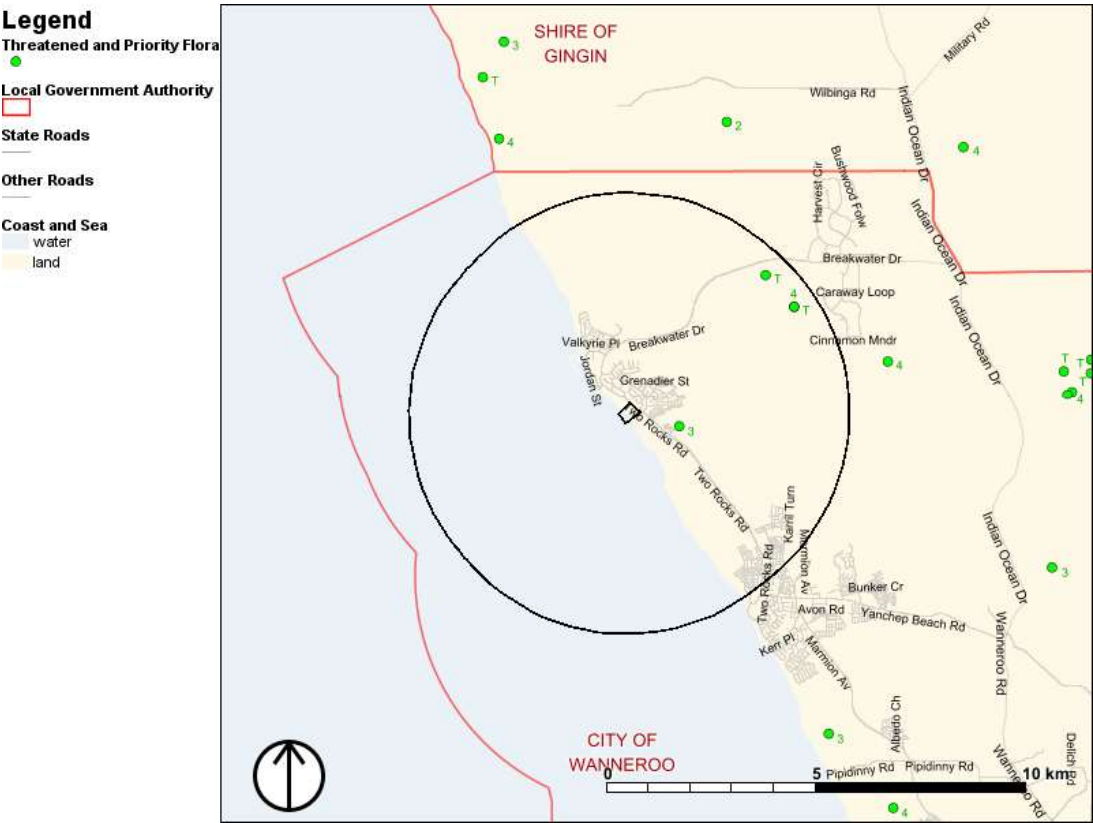 Legend
Threatened and Priority Flora
Local Government Authority
State Roads
Other Roads
Coast and Sea
water
land
3
SHIRE OF
GINGIN
Military Rd
T
Wilbinga Rd
Indian Ocean Dr
2
4
4
Harvest Cir
Bushwood Folw
Indian Ocean Dr
Breakwater Dr
T
4
T
Caraway Loop
Indian Ocean Dr
Valkyrie Pl
Breakwater Dr
Cinnamon Mndr
4
T
T
T
4
Jordan St
Grenadier St
Two Rocks Rd
3
Two Rocks Rd
Karril Turn
Marmion Av
Indian Ocean Dr
Two Rocks Rd
3
Bunker Cr
Avon Rd
Yanchep Beach Rd
Wanneroo Rd
Kerr Pl
Marmion Av
Albedo Ch
3
CITY OF
WANNEROO
Pipidinny Rd
Pipidinny Rd
Wanneroo Rd
Delich Rd
0
5
10 km
4